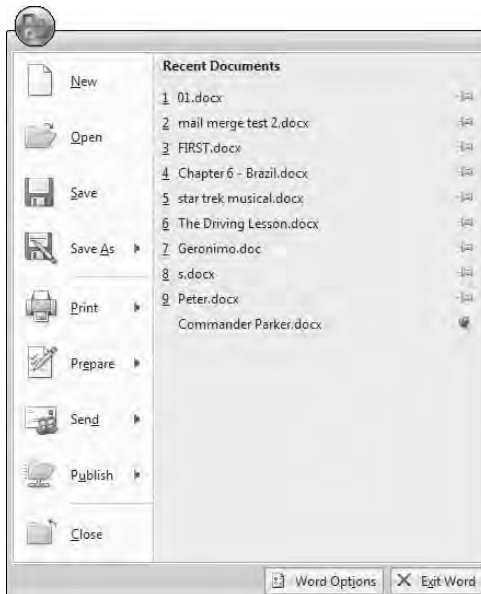 New
Open
Save
Save As
Print
Prepare
Send
Publish
Close
Recent Documents
1 01.docx
2 mail merge test 2.docx
3 FIRST.docx
4 Chapter 6 - Brazil.docx
5 star trek musical.docx
6 The Driving Lesson.docx
7 Geronimo.doc
8 s.docx
9 Peter.docx
Commander Parker.docx
Word Options
Exit Word